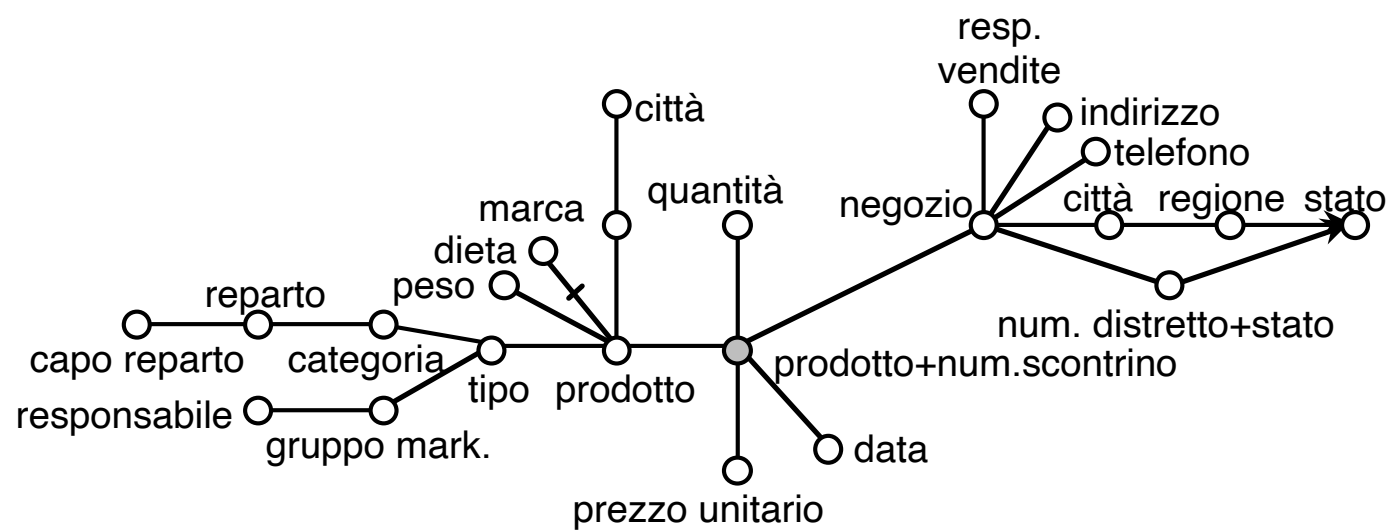 resp.
vendite
indirizzo
telefono
città
quantità
marca
dieta
peso
negozio
città
regione
stato
reparto
num. distretto+stato
capo reparto
categoria
prodotto+num.scontrino
tipo
prodotto
responsabile
gruppo mark.
data
prezzo unitario